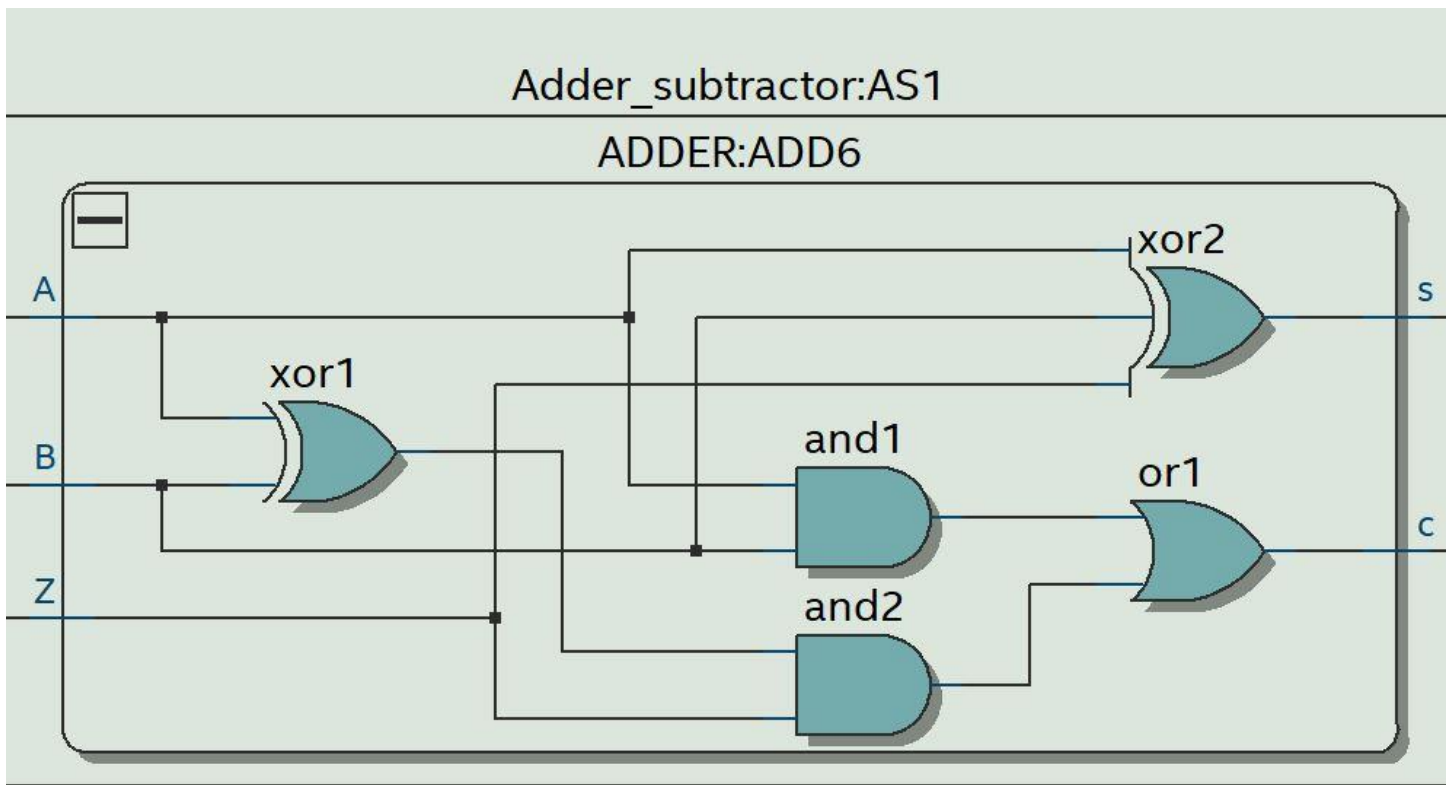 Adder_subtractor:AS1
ADDER:ADD6
xor2
A
s
xor1
and1
B
or1
c
Z
and2